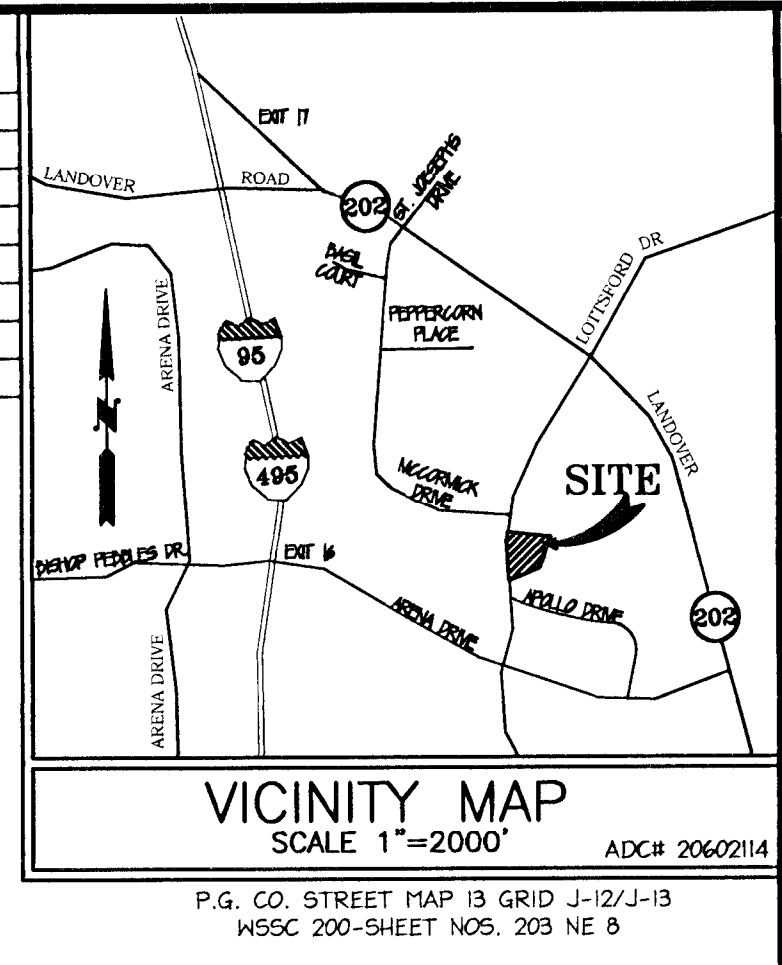 EXIT 17
LANDOVER ROAD
202
ST. JOESEPHS
DRIVE
BASIL
COURT
LOTTSFORD DR
ARENA DRIVE
PEPPERCORN
PLACE
95
LANDOVER
N
495
MCCORMICK
DRIVE
SITE
BISHOP PEBBLES DR.
EXIT 16
ARENA DRIVE
APOLLO DRIVE
202
ARENA DRIVE
VICINITY MAP
SCALE 1"=2000'
ADC# 20602114
P.G. CO. STREET MAP 13 GRID J-12/J-13
WSSC 200-SHEET NOS. 203 NE 8